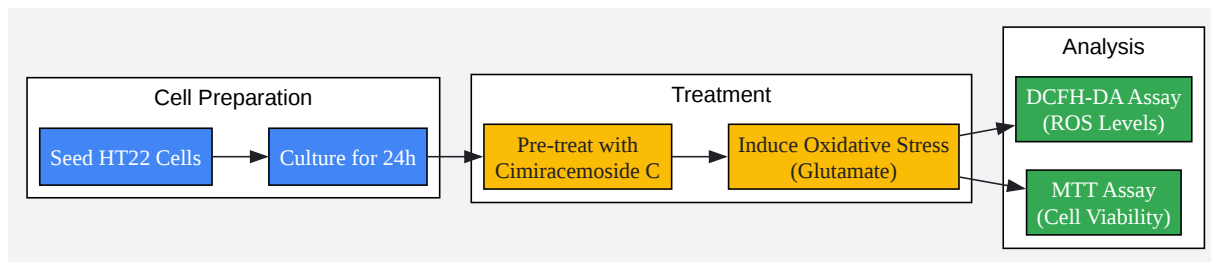 Cell Preparation
Seed HT22 Cells
Culture for 24h
Treatment
Pre-treat with
Cimiracemoside C
Induce Oxidative Stress
(Glutamate)
Analysis
DCFH-DA Assay
(ROS Levels)
MTT Assay
(Cell Viability)